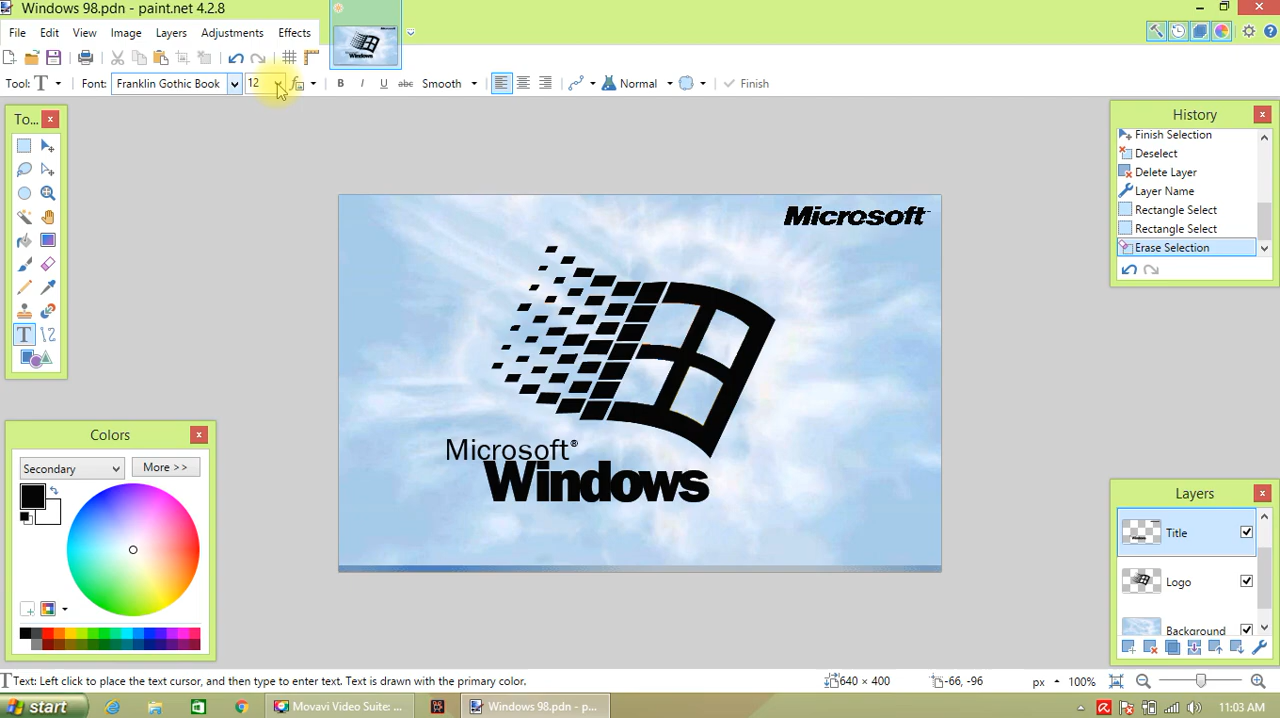 Windows 98.pdn - paint.net 4.2.8
File Edit View Image Layers Adjustments Effects
Tool: T Font: Franklin Gothic Book 12 B I U abc Smooth Normal Finish
To...
History
Finish Selection
Deselect
Delete Layer
Layer Name
Rectangle Select
Rectangle Select
Erase Selection
Microsoft™
Microsoft®
Windows
Colors
Secondary More >>
Layers
Title
Logo
Background
Text: Left click to place the text cursor, and then type to enter text. Text is drawn with the primary color. 640 × 400 -66, -96 px 100%
start Movavi Video Suite: ... Windows 98.pdn - p... 11:03 AM